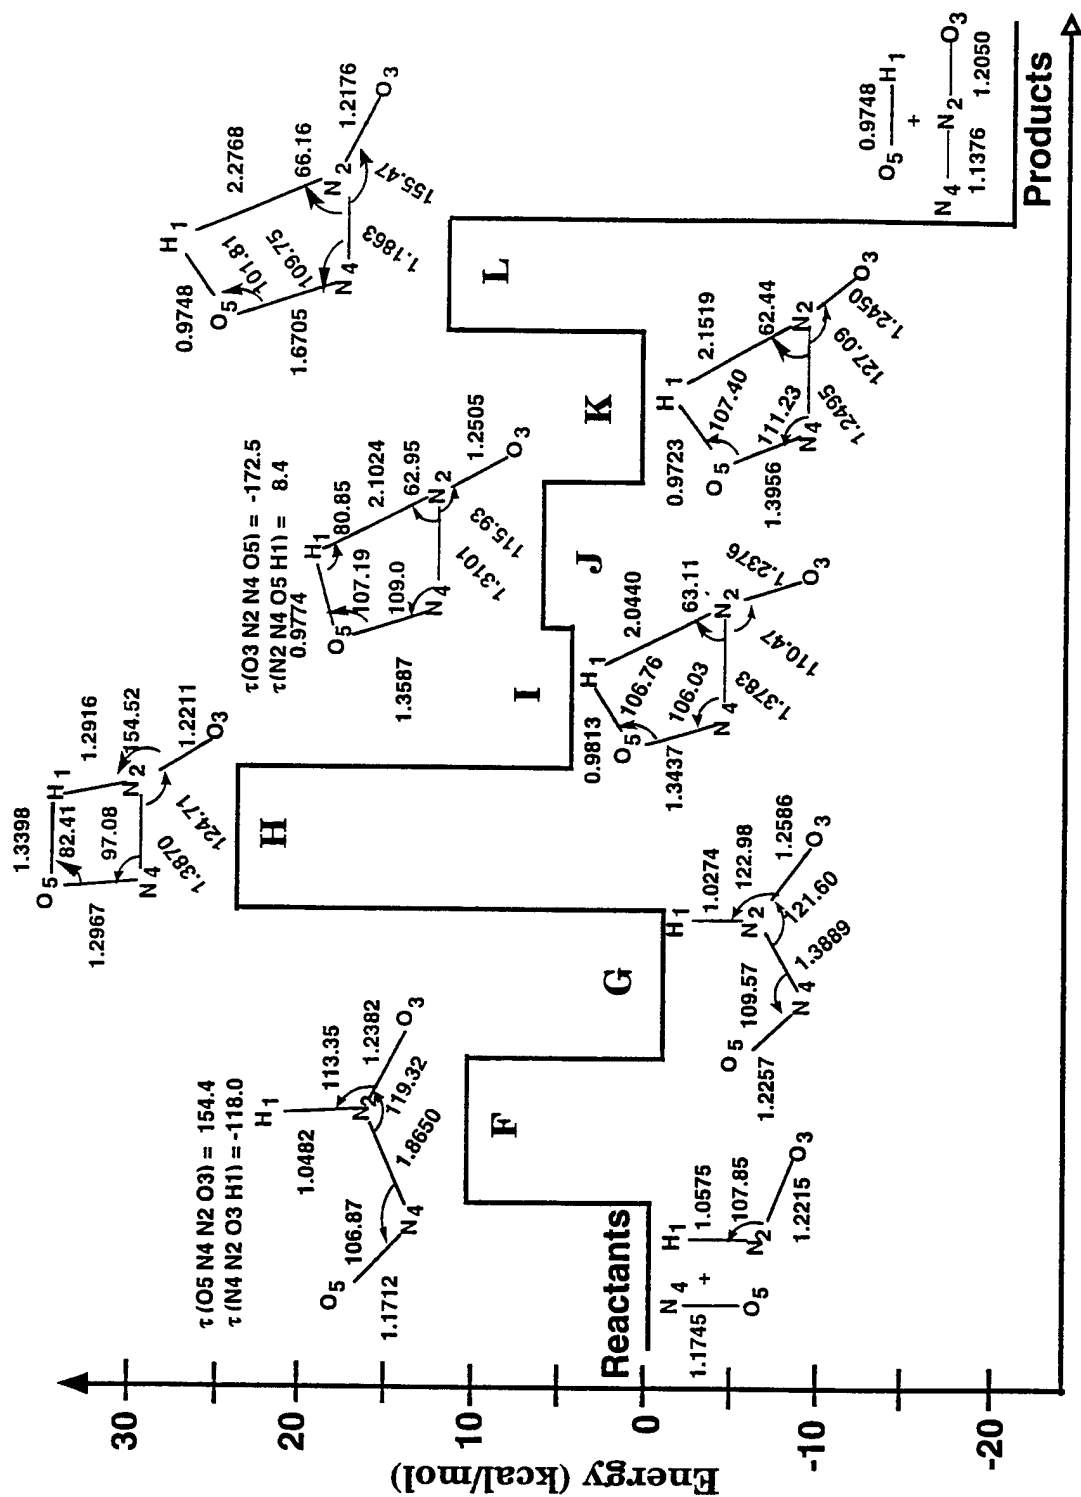 τ(O5 N4 N2 O3) = 154.4
τ(N4 N2 O3 H1) = -118.0
H1
113.35
1.0482
1.2382
O3
N2
119.32
1.8650
106.87
N4
O5
1.1712
1.3398
O5
H1
1.2916
82.41
154.52
97.08
N2
1.2211
O3
1.2967
N4
124.71
1.3870
τ(O3 N2 N4 O5) = -172.5
τ(N2 N4 O5 H1) = 8.4
0.9774
H1
80.85
2.1024
O5
107.19
62.95
1.2505
109.0
N2
O3
N4
115.93
1.3587
1.3101
H1
2.2768
0.9748
O5
101.81
66.16
109.75
N2
1.2176
O3
N4
155.47
1.6705
1.1863
Energy (kcal/mol)
30
20
10
0
-10
-20
Reactants
F
G
H
I
J
K
L
Products
N4
+
O5
1.1745
H1
1.0575
107.85
N2
O3
1.2215
H1
1.0274
122.98
1.2586
N2
O3
121.60
109.57
O5
N4
1.3889
1.2257
H1
2.0440
0.9813
106.76
63.11
1.2376
O5
106.03
N2
O3
N4
110.47
1.3437
1.3783
H1
2.1519
0.9723
107.40
62.44
O5
111.23
N2
O3
1.2450
N4
127.09
1.3956
1.2495
0.9748
O5
H1
+
N4
N2
O3
1.1376
1.2050